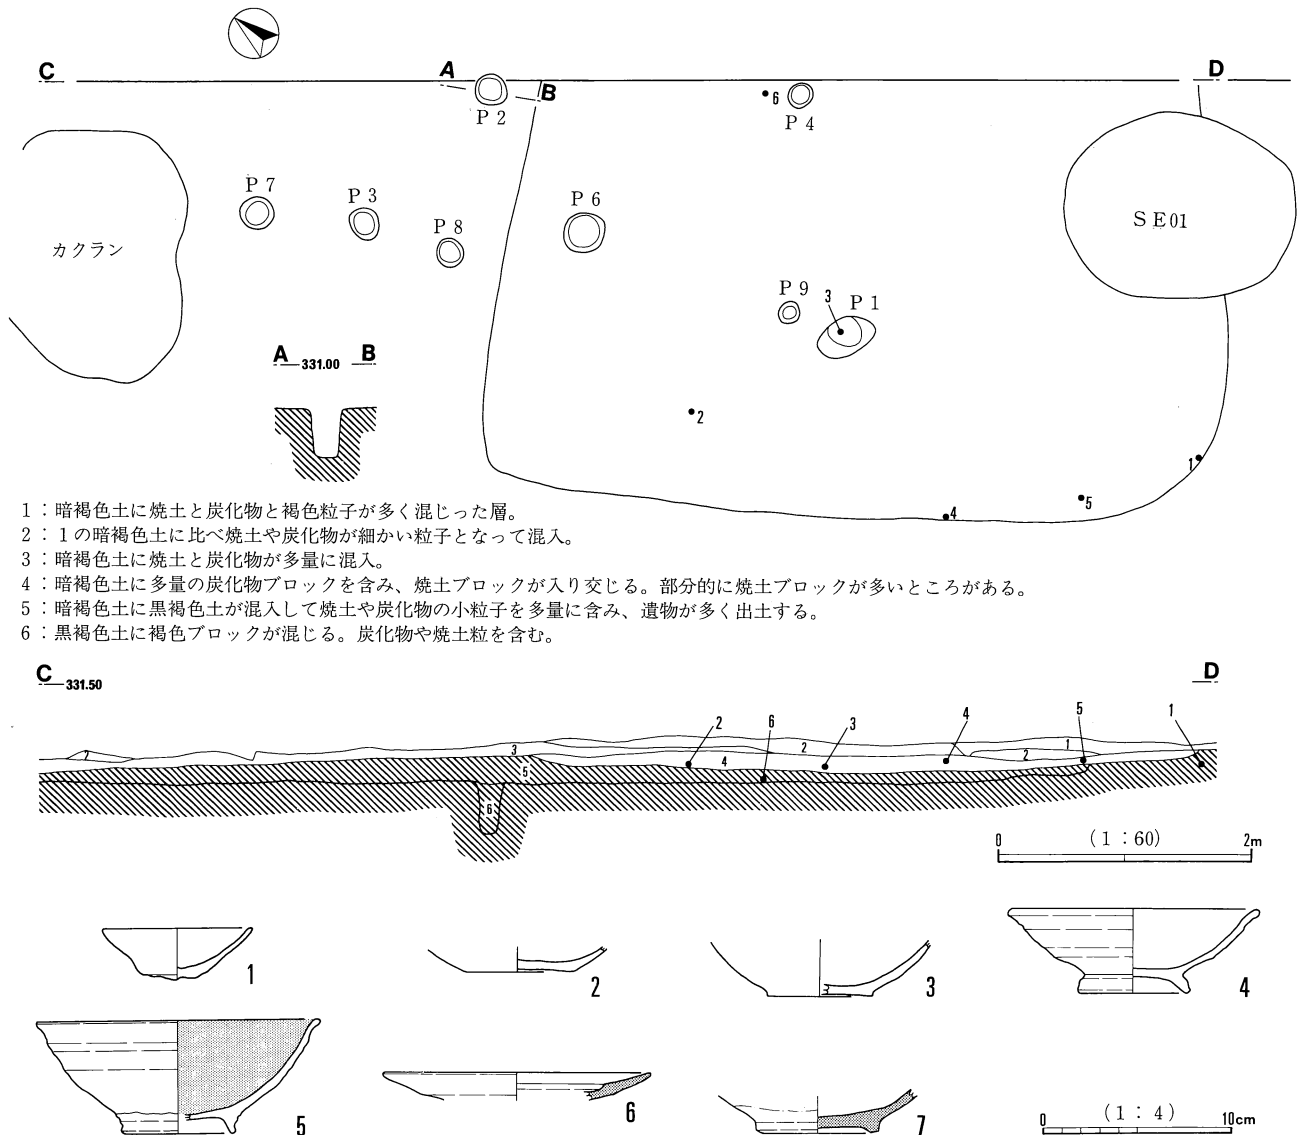 C A D
B
P 2
6
P 4
P 7
P 3
P 8
P 6
SE01
カクラン
P 9
3
P 1
A 331.00 B
2
1
5
4
1：暗褐色土に焼土と炭化物と褐色粒子が多く混じった層。
2：1の暗褐色土に比べ焼土や炭化物が細かい粒子となって混入。
3：暗褐色土に焼土と炭化物が多量に混入。
4：暗褐色土に多量の炭化物ブロックを含み、焼土ブロックが入り交じる。部分的に焼土ブロックが多いところがある。
5：暗褐色土に黒褐色土が混入して焼土や炭化物の小粒子を多量に含み、遺物が多く出土する。
6：黒褐色土に褐色ブロックが混じる。炭化物や焼土粒を含む。
C 331.50 D
2 6 3 4 5 1
2 3 2 1
4 2
5
6
0 (1：60) 2m
1 2 3 4
5 6 7
0 (1：4) 10cm